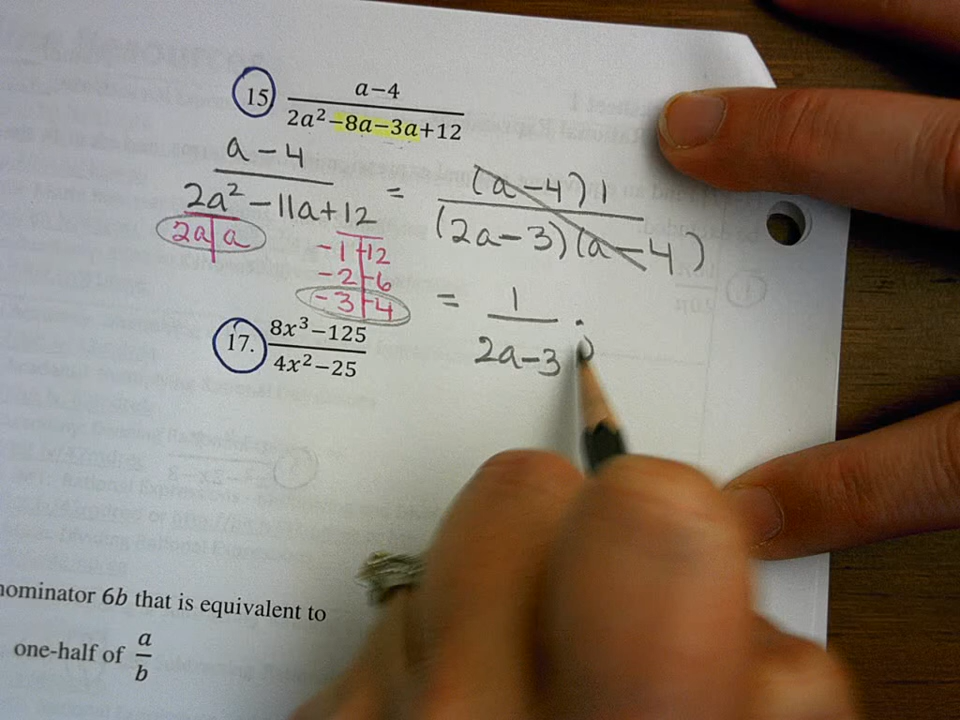 15 a−4
2a²−8a−3a+12
a − 4
2a² − 11a + 12 = (a − 4) 1
(2a − 3)(a − 4)
2a a
−1 −12
−2 −6
−3 −4
= 1
2a − 3 ;
17. 8x³−125
4x²−25
nominator 6b that is equivalent to
one-half of a
b